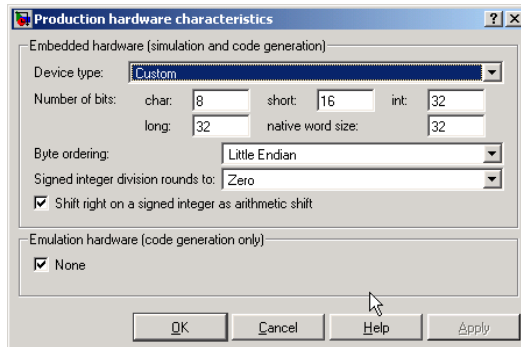 Production hardware characteristics
Embedded hardware (simulation and code generation)
Device type: Custom
Number of bits: char: 8 short: 16 int: 32
long: 32 native word size: 32
Byte ordering: Little Endian
Signed integer division rounds to: Zero
Shift right on a signed integer as arithmetic shift
Emulation hardware (code generation only)
None
OK Cancel Help Apply